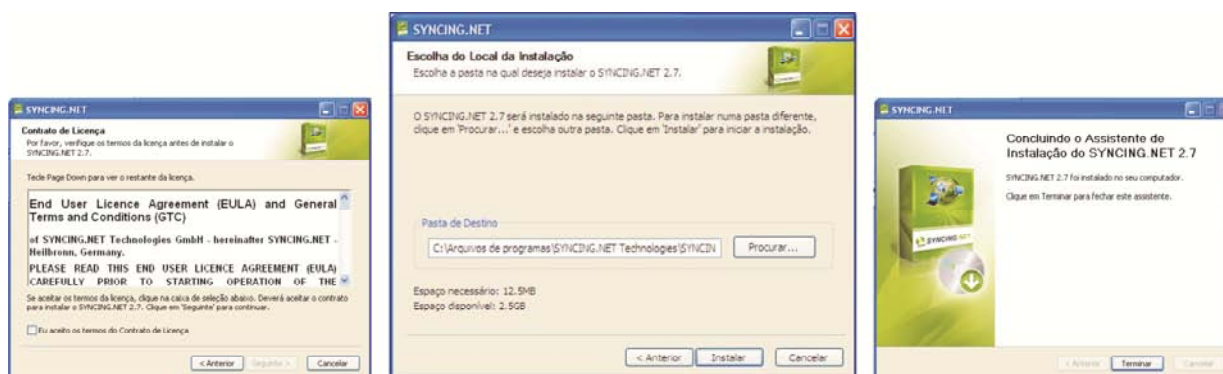 SYNCING.NET
Contrato de Licença
Por favor, verifique os termos da licença antes de instalar o
SYNCING.NET 2.7.
Tecle Page Down para ver o restante da licença.
End User Licence Agreement (EULA) and General
Terms and Conditions (GTC)
of SYNCING.NET Technologies GmbH - hereinafter SYNCING.NET -
Heilbronn, Germany.
PLEASE READ THIS END USER LICENCE AGREEMENT (EULA)
CAREFULLY PRIOR TO STARTING OPERATION OF THE
Se aceitar os termos da licença, clique na caixa de seleção abaixo. Deverá aceitar o contrato
para instalar o SYNCING.NET 2.7. Clique em 'Seguinte' para continuar.
Eu aceito os termos do Contrato de Licença
< Anterior
Seguinte >
Cancelar
SYNCING.NET
Escolha do Local da Instalação
Escolha a pasta na qual deseja instalar o SYNCING.NET 2.7.
O SYNCING.NET 2.7 será instalado na seguinte pasta. Para instalar numa pasta diferente,
clique em 'Procurar...' e escolha outra pasta. Clique em 'Instalar' para iniciar a instalação.
Pasta de Destino
C:\Arquivos de programas\SYNCING.NET Technologies\SYNCIN
Procurar...
Espaço necessário: 12.5MB
Espaço disponível: 2.5GB
< Anterior
Instalar
Cancelar
SYNCING.NET
Concluindo o Assistente de
Instalação do SYNCING.NET 2.7
SYNCING.NET 2.7 foi instalado no seu computador.
Clique em Terminar para fechar este assistente.
SYNCING.NET
< Anterior
Terminar
Cancelar